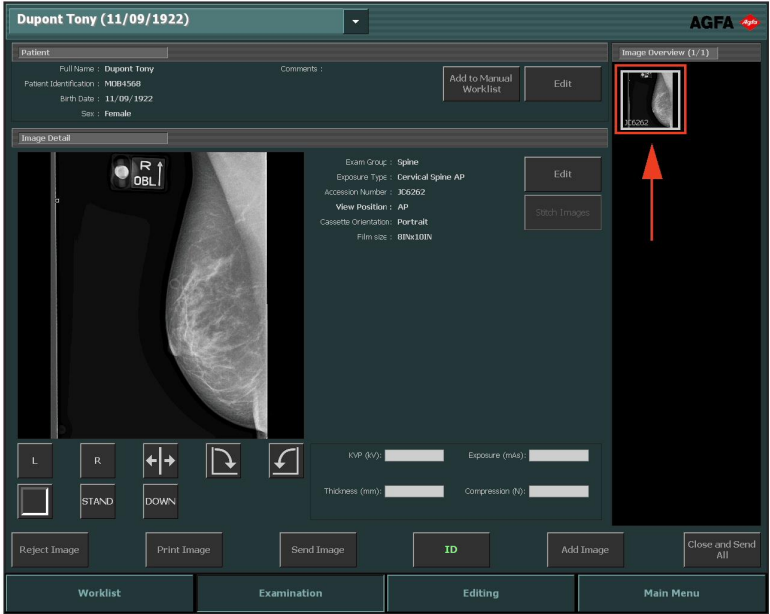 Dupont Tony (11/09/1922)
AGFA
Agfa
Patient
Full Name : Dupont Tony
Patient Identification : MOB4568
Birth Date : 11/09/1922
Sex : Female
Comments :
Add to Manual
Worklist
Edit
Image Overview (1/1)
JC6262
Image Detail
R
OBL
Exam Group : Spine
Exposure Type : Cervical Spine AP
Accession Number : JC6262
View Position : AP
Cassette Orientation: Portrait
Film size : 8INx10IN
Edit
Stitch Images
L
R
STAND
DOWN
KVP (kV):
Exposure (mAs):
Thickness (mm):
Compression (N):
Reject Image
Print Image
Send Image
ID
Add Image
Close and Send
All
Worklist
Examination
Editing
Main Menu